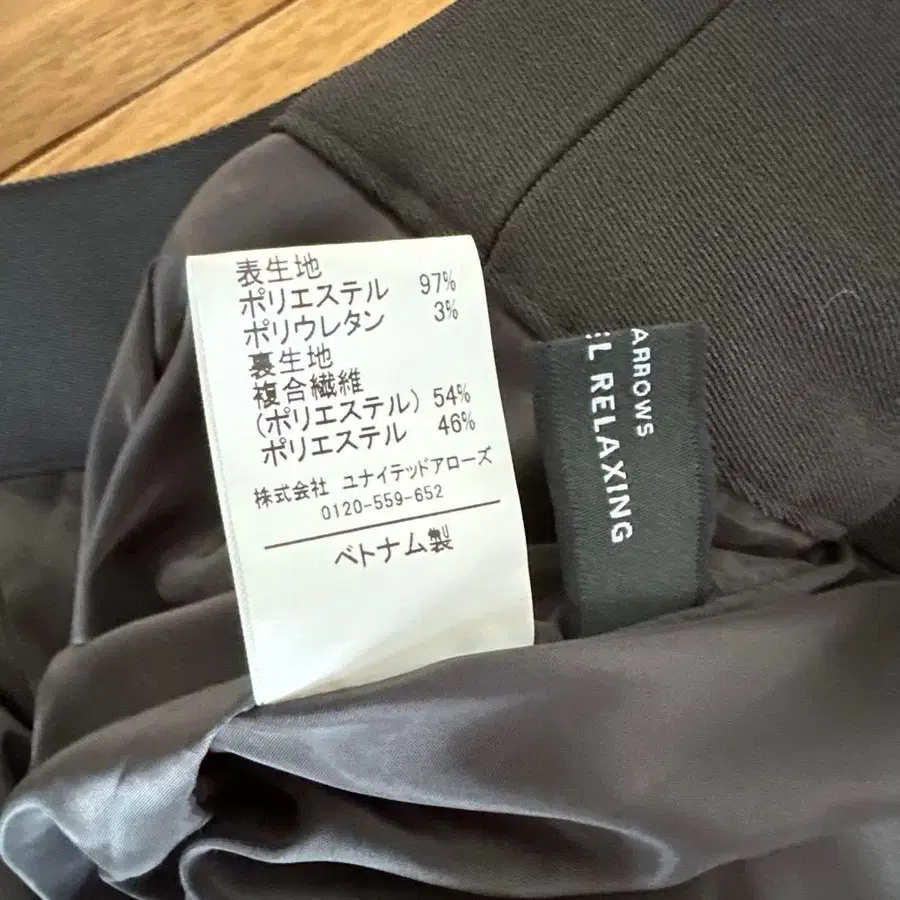 表生地
ポリエステル 97%
ポリウレタン 3%
裏生地
複合繊維
(ポリエステル) 54%
ポリエステル 46%
株式会社 ユナイテッドアローズ
0120-559-652
ベトナム製
ARROWS
EL RELAXING